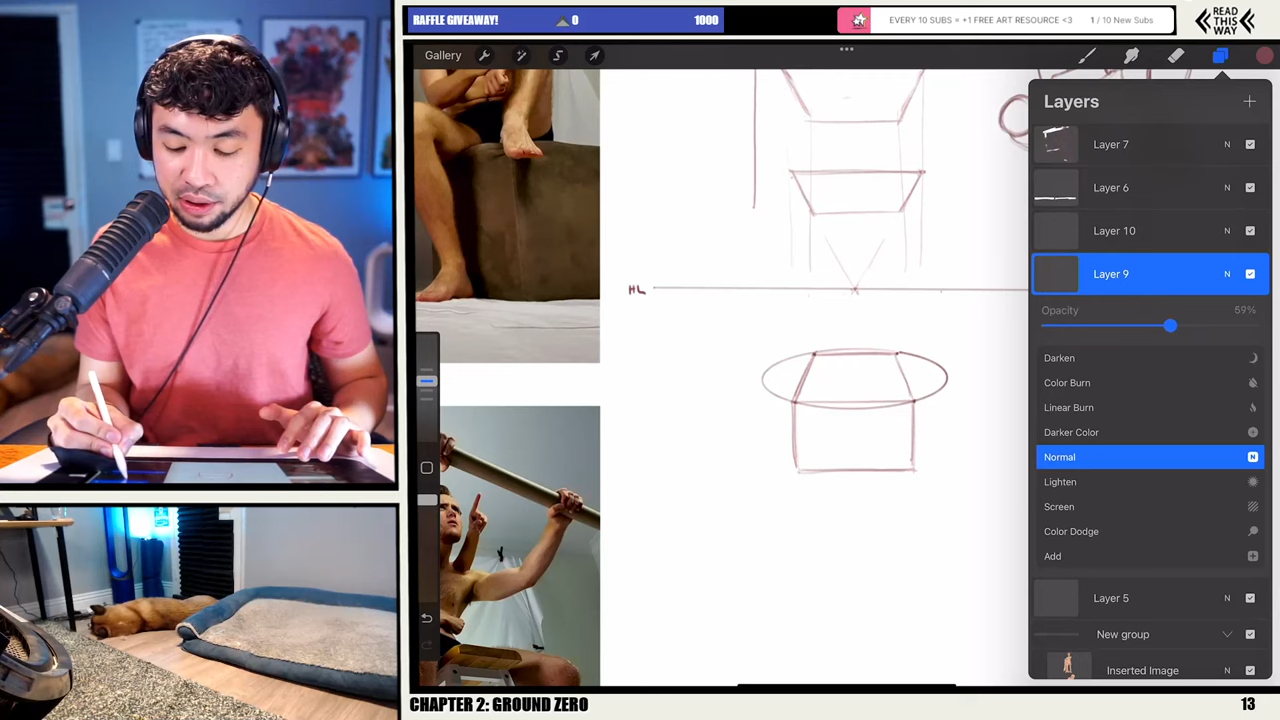 RAFFLE GIVEAWAY! 0 1000
EVERY 10 SUBS = +1 FREE ART RESOURCE <3 1 / 10 New Subs
READ
THIS
WAY
Gallery
Layers
Layer 7 N
Layer 6 N
Layer 10 N
Layer 9 N
Opacity 59%
Darken
Color Burn
Linear Burn
Darker Color
Normal N
Lighten
Screen
Color Dodge
Add
Layer 5 N
New group
Inserted Image N
HL
CHAPTER 2: GROUND ZERO 13